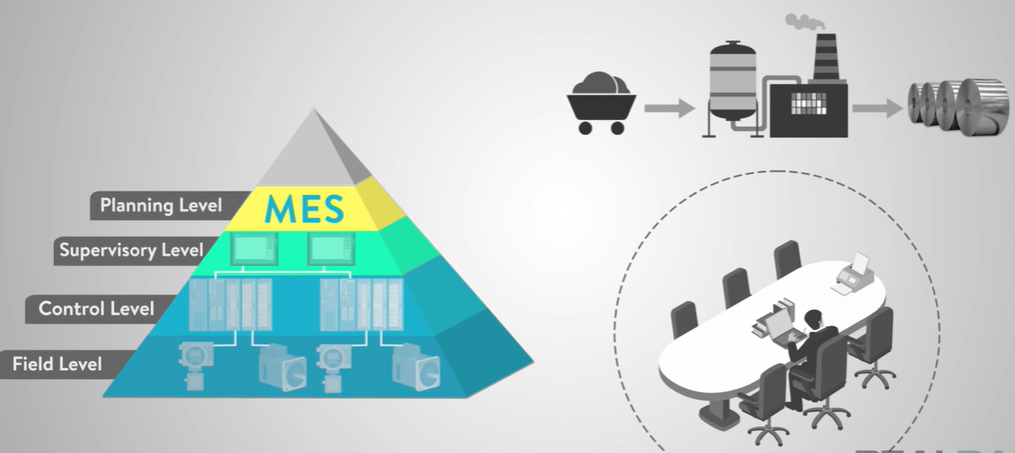 Planning Level
MES
Supervisory Level
Control Level
Field Level